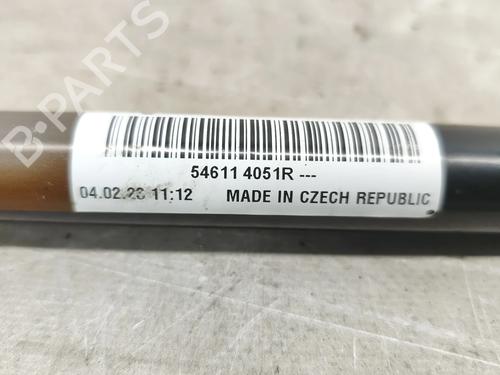 B-PARTS
54611 4051R ---
04.02.23 11:12 MADE IN CZECH REPUBLIC